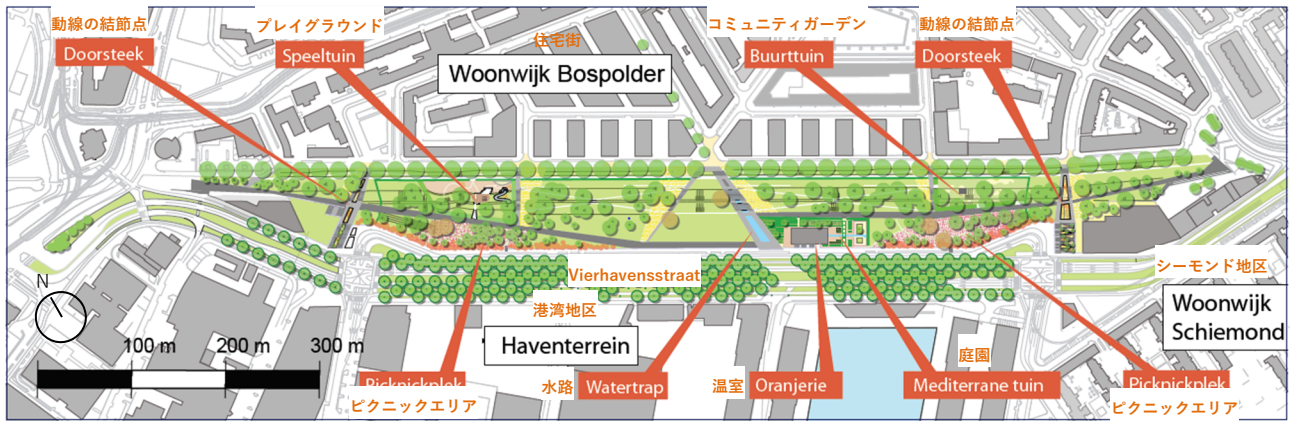 動線の結節点
プレイグラウンド
コミュニティガーデン
動線の結節点
Doorsteek
Speeltuin
住宅街
Buurttuin
Doorsteek
Woonwijk Bospolder
Vierhavensstraat
シーモンド地区
N
港湾地区
Woonwijk
Schiemond
100 m
200 m
300 m
Haventerrein
庭園
Picknickplek
水路
Watertrap
温室
Oranjerie
Mediterrane tuin
Picknickplek
ピクニックエリア
ピクニックエリア